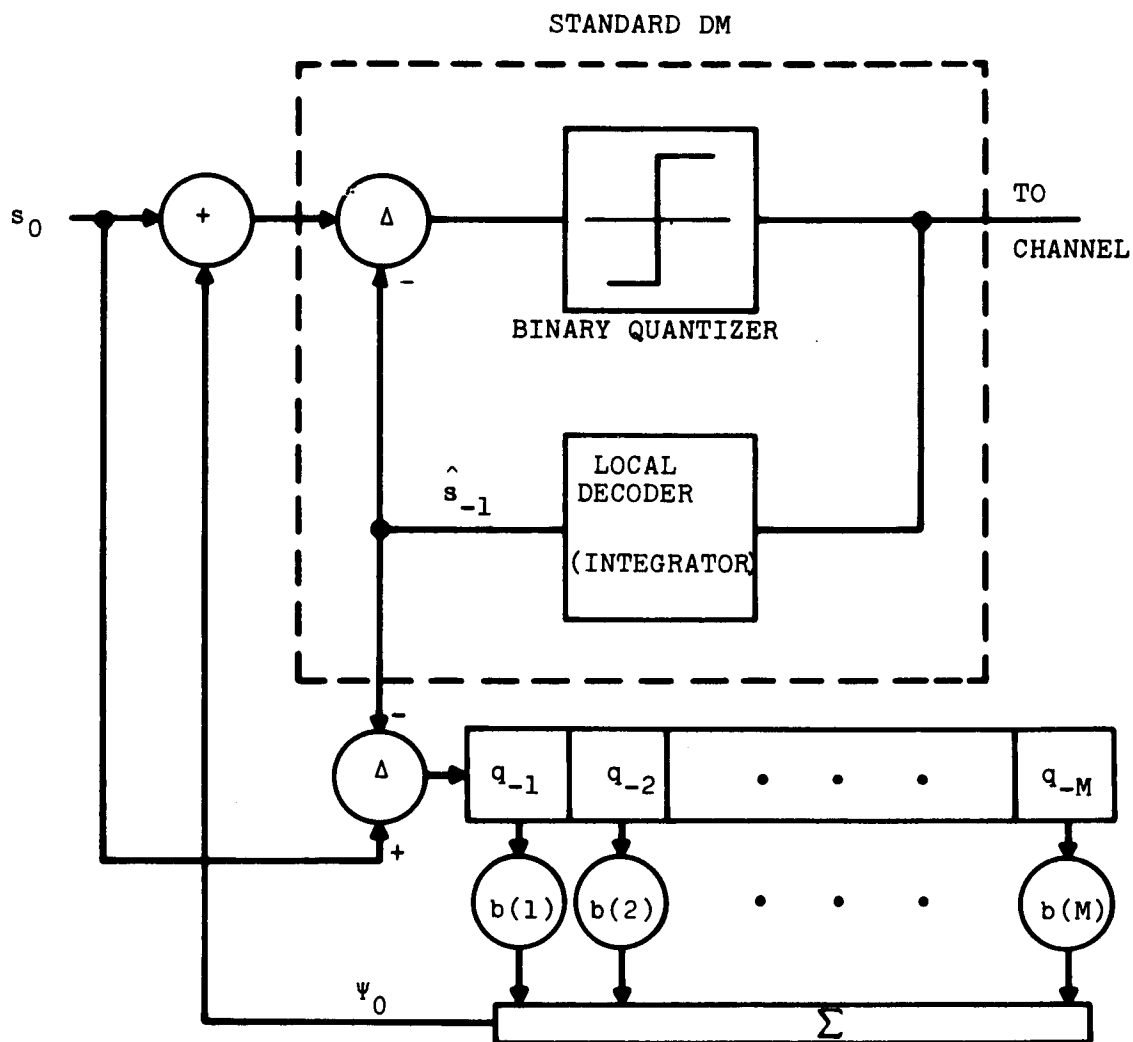 STANDARD DM
s0
+
Δ
-
TO
CHANNEL
BINARY QUANTIZER
ŝ-1
LOCAL
DECODER
(INTEGRATOR)
-
Δ
+
q-1 q-2 . . . q-M
b(1) b(2) . . . b(M)
Ψ0
Σ